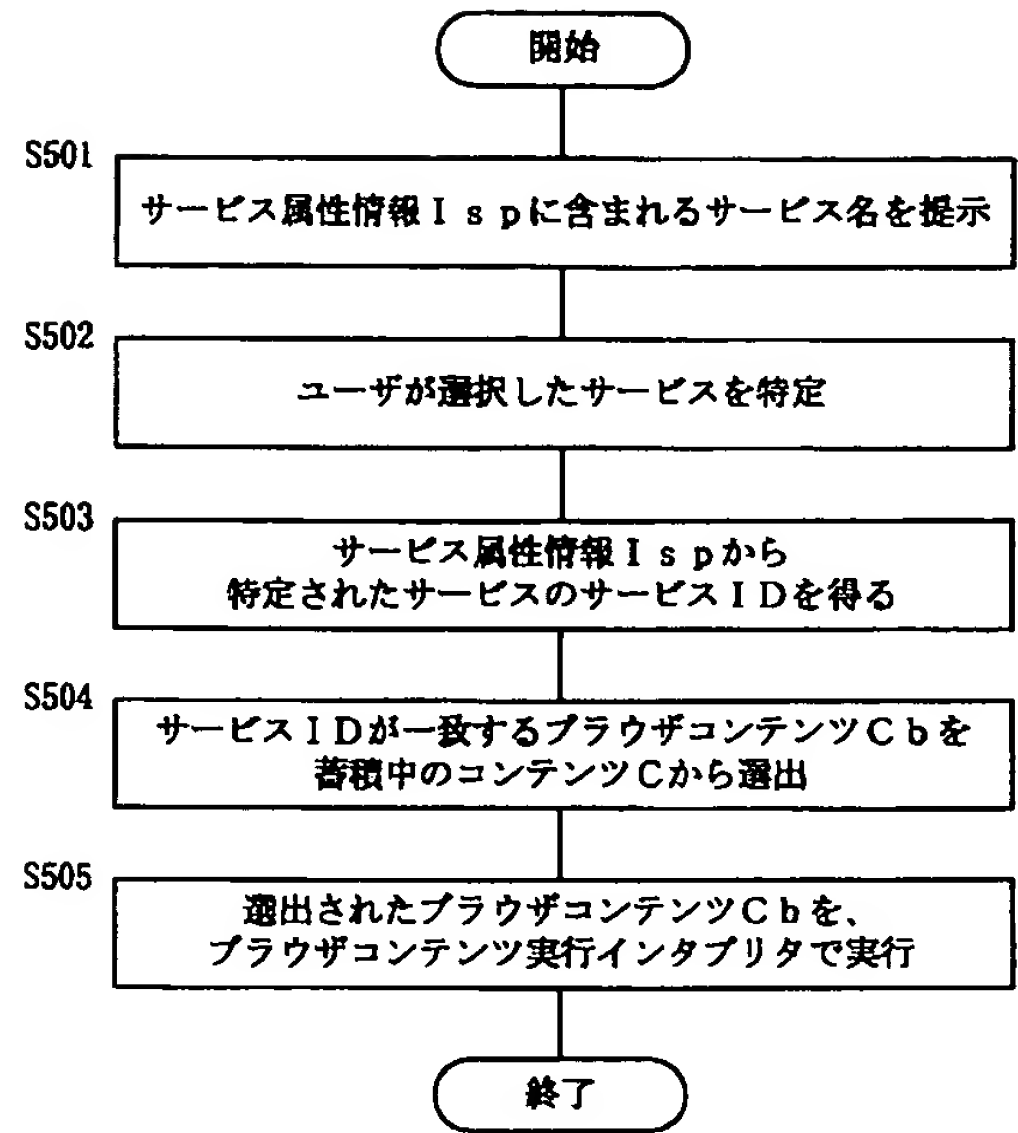 開始
S501
サービス属性情報Ｉｓｐに含まれるサービス名を提示
S502
ユーザが選択したサービスを特定
S503
サービス属性情報Ｉｓｐから
特定されたサービスのサービスＩＤを得る
S504
サービスＩＤが一致するブラウザコンテンツＣｂを
蓄積中のコンテンツＣから選出
S505
選出されたブラウザコンテンツＣｂを、
ブラウザコンテンツ実行インタプリタで実行
終了